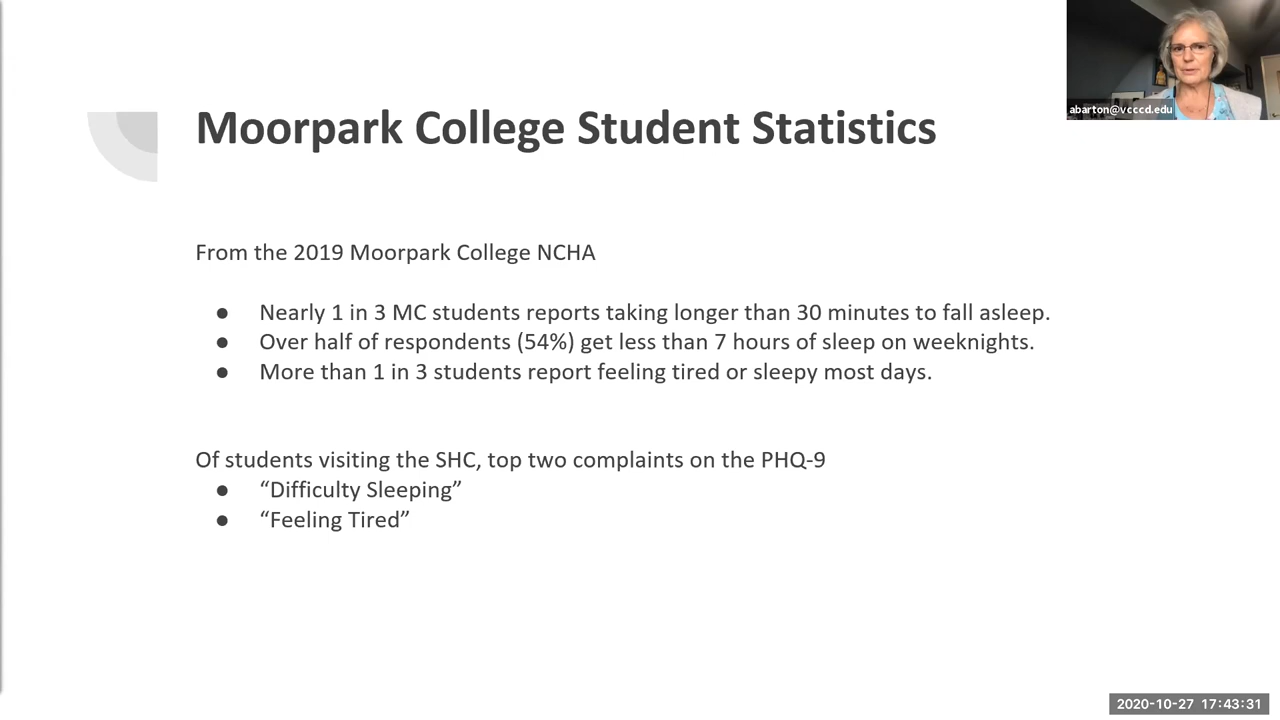 abarton@vcccd.edu
Moorpark College Student Statistics
From the 2019 Moorpark College NCHA
● Nearly 1 in 3 MC students reports taking longer than 30 minutes to fall asleep.
● Over half of respondents (54%) get less than 7 hours of sleep on weeknights.
● More than 1 in 3 students report feeling tired or sleepy most days.
Of students visiting the SHC, top two complaints on the PHQ-9
● “Difficulty Sleeping”
● “Feeling Tired”
2020-10-27 17:43:31